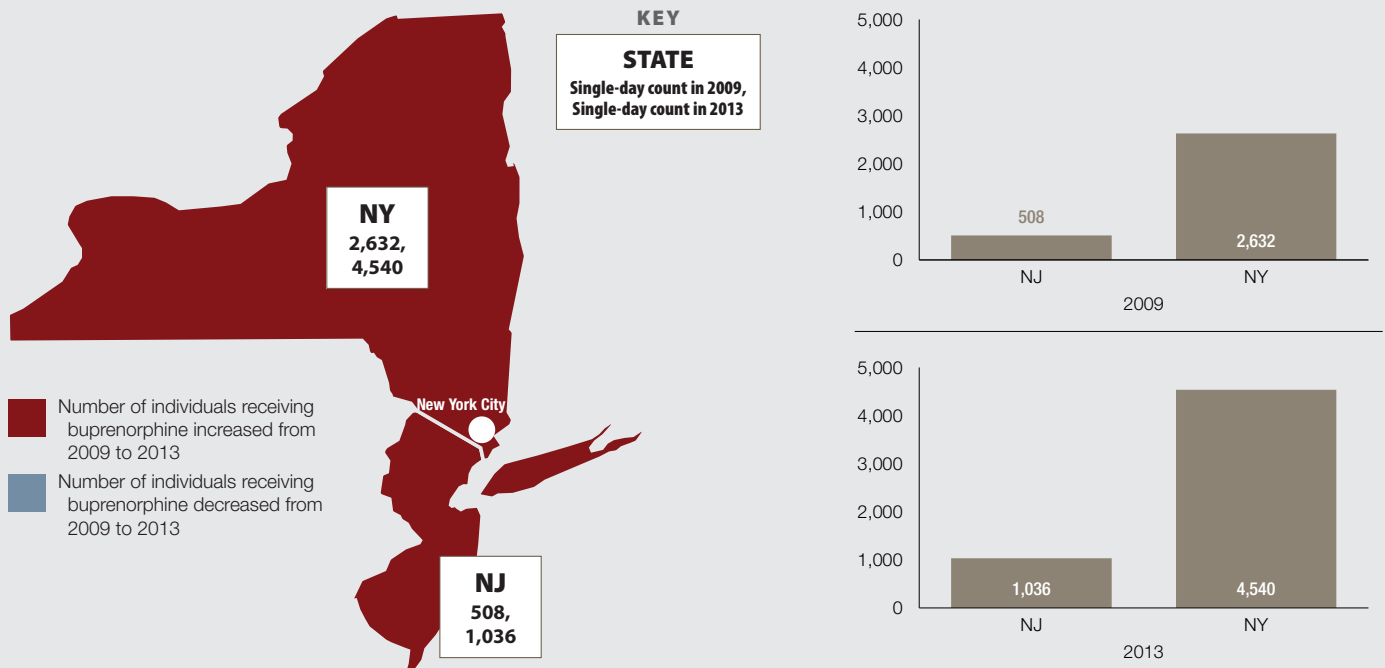 KEY
STATE
Single-day count in 2009,
Single-day count in 2013
NY
2,632,
4,540
New York City
Number of individuals receiving
buprenorphine increased from
2009 to 2013
Number of individuals receiving
buprenorphine decreased from
2009 to 2013
NJ
508,
1,036
5,000
4,000
3,000
2,000
1,000
0
508
2,632
NJ
NY
2009
5,000
4,000
3,000
2,000
1,000
0
1,036
4,540
NJ
NY
2013